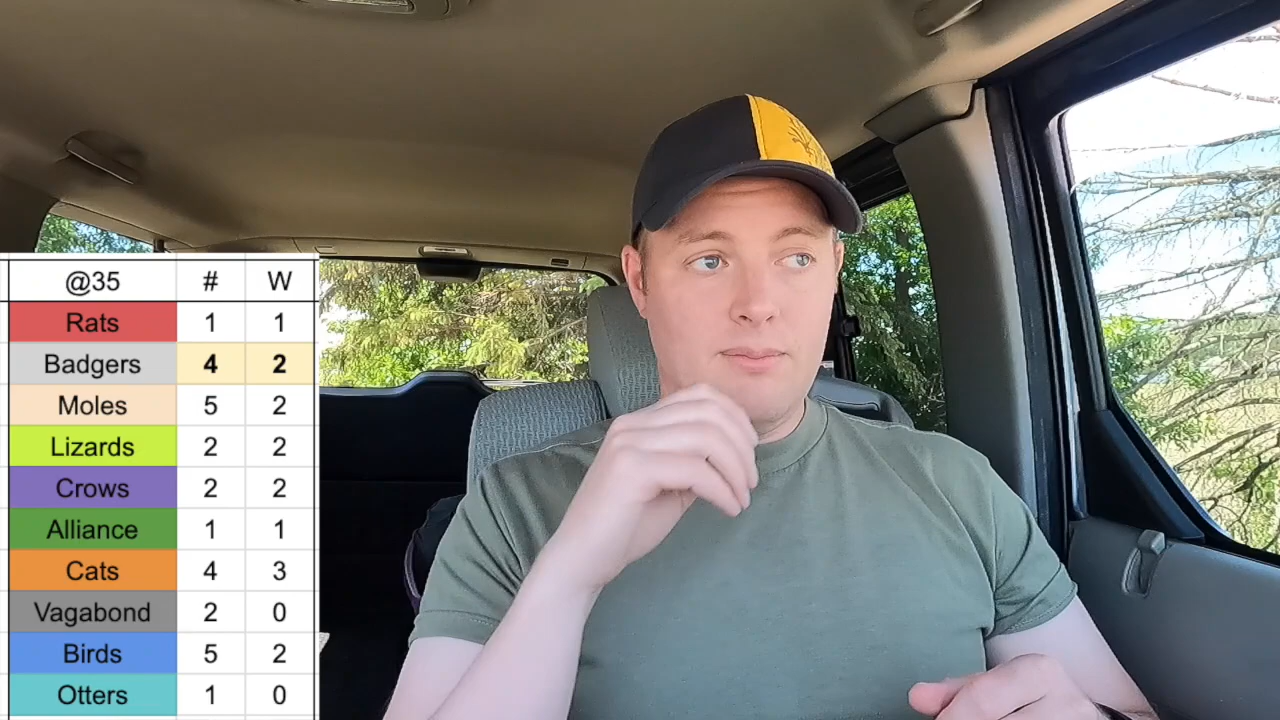 @35 # W
Rats 1 1
Badgers 4 2
Moles 5 2
Lizards 2 2
Crows 2 2
Alliance 1 1
Cats 4 3
Vagabond 2 0
Birds 5 2
Otters 1 0